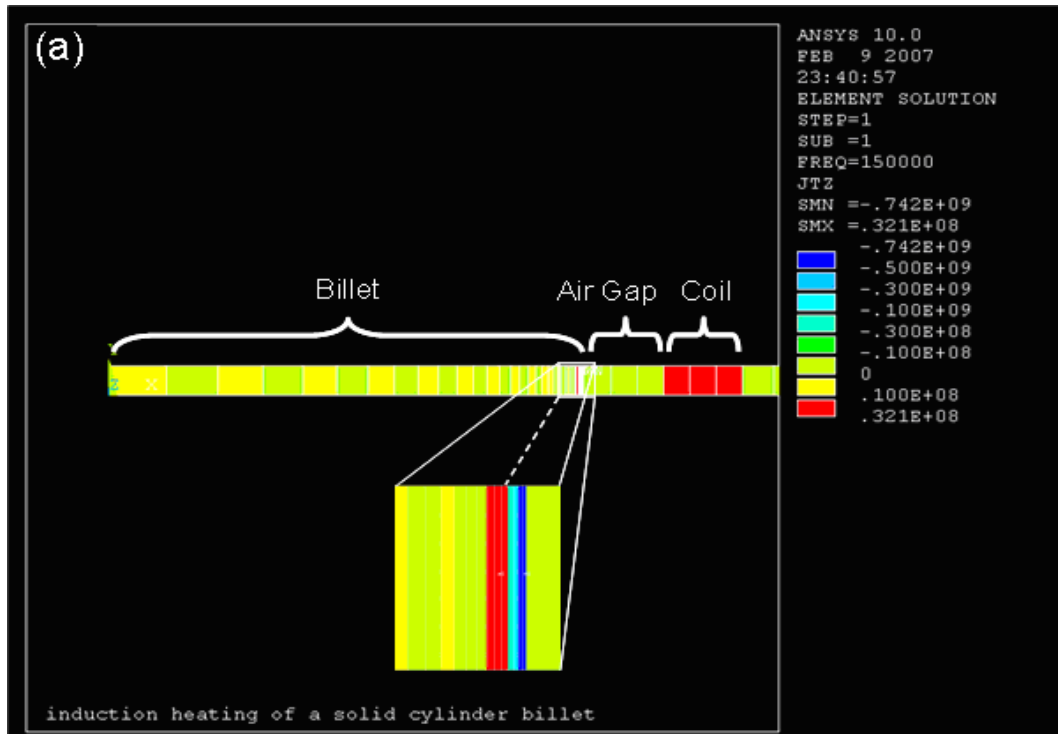 (a)
ANSYS 10.0
FEB 9 2007
23:40:57
ELEMENT SOLUTION
STEP=1
SUB =1
FREQ=150000
JTZ
SMN =-.742E+09
SMX =.321E+08
-.742E+09
-.500E+09
-.300E+09
-.100E+09
-.300E+08
-.100E+08
0
.100E+08
.321E+08
Billet
Air Gap
Coil
Z X
induction heating of a solid cylinder billet